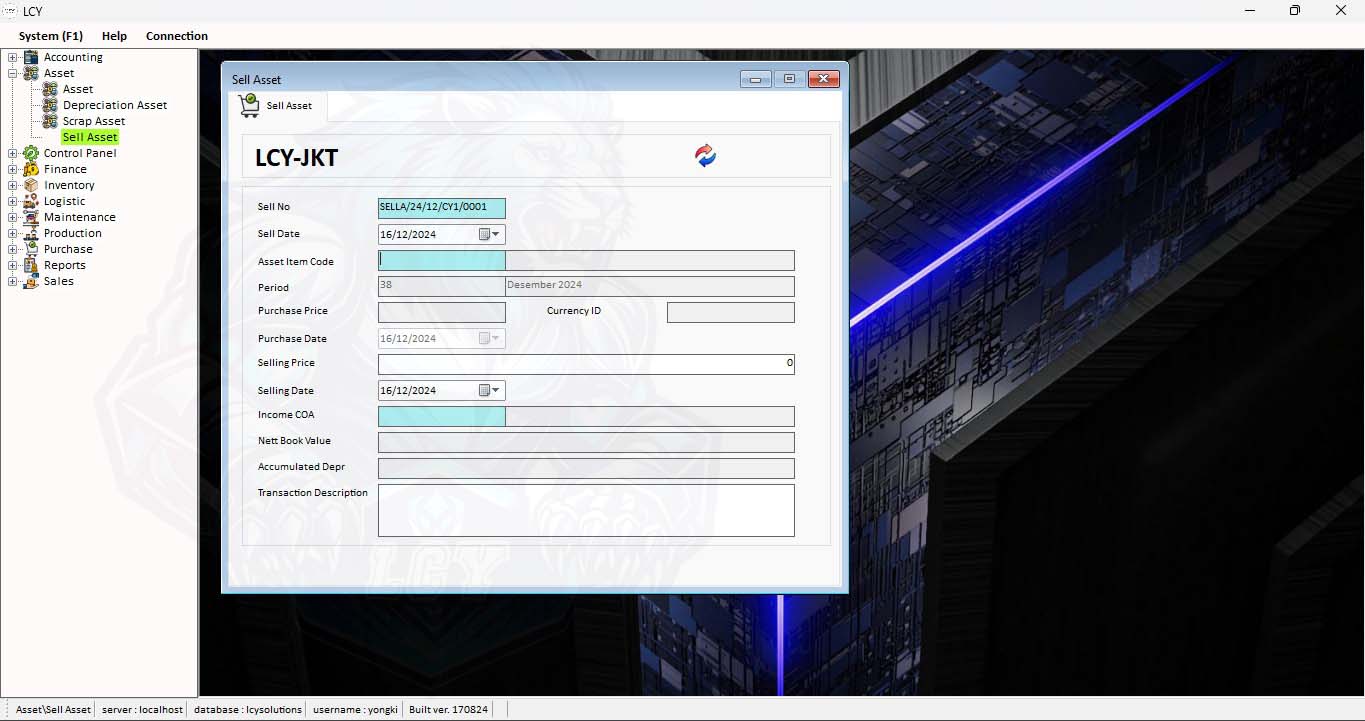 LCY
System (F1) Help Connection
Accounting
Asset
Asset
Depreciation Asset
Scrap Asset
Sell Asset
Control Panel
Finance
Inventory
Logistic
Maintenance
Production
Purchase
Reports
Sales
Sell Asset
Sell Asset
LCY-JKT
Sell No SELLA/24/12/CY1/0001
Sell Date 16/12/2024
Asset Item Code
Period 38 Desember 2024
Purchase Price Currency ID
Purchase Date 16/12/2024
Selling Price 0
Selling Date 16/12/2024
Income COA
Nett Book Value
Accumulated Depr
Transaction Description
LCY
Asset\Sell Asset server : localhost database : lcysolutions username : yongki Built ver. 170824